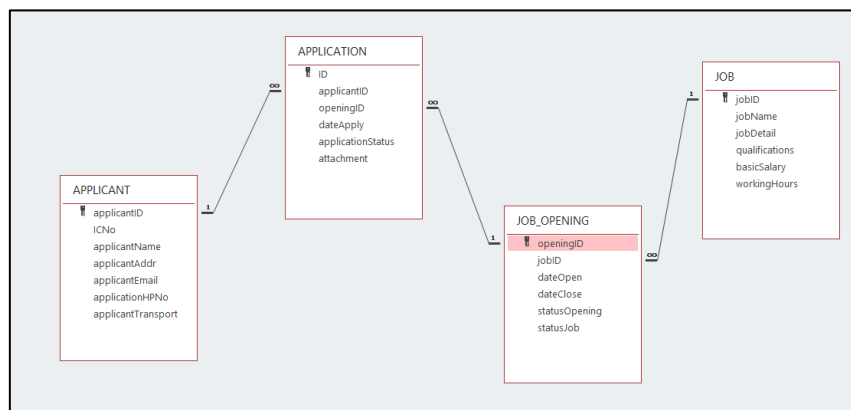 APPLICATION
ID
applicantID
openingID
dateApply
applicationStatus
attachment
∞
∞
JOB
jobID
jobName
jobDetail
qualifications
basicSalary
workingHours
1
APPLICANT
applicantID
ICNo
applicantName
applicantAddr
applicantEmail
applicationHPNo
applicantTransport
1
JOB_OPENING
openingID
jobID
dateOpen
dateClose
statusOpening
statusJob
1
∞